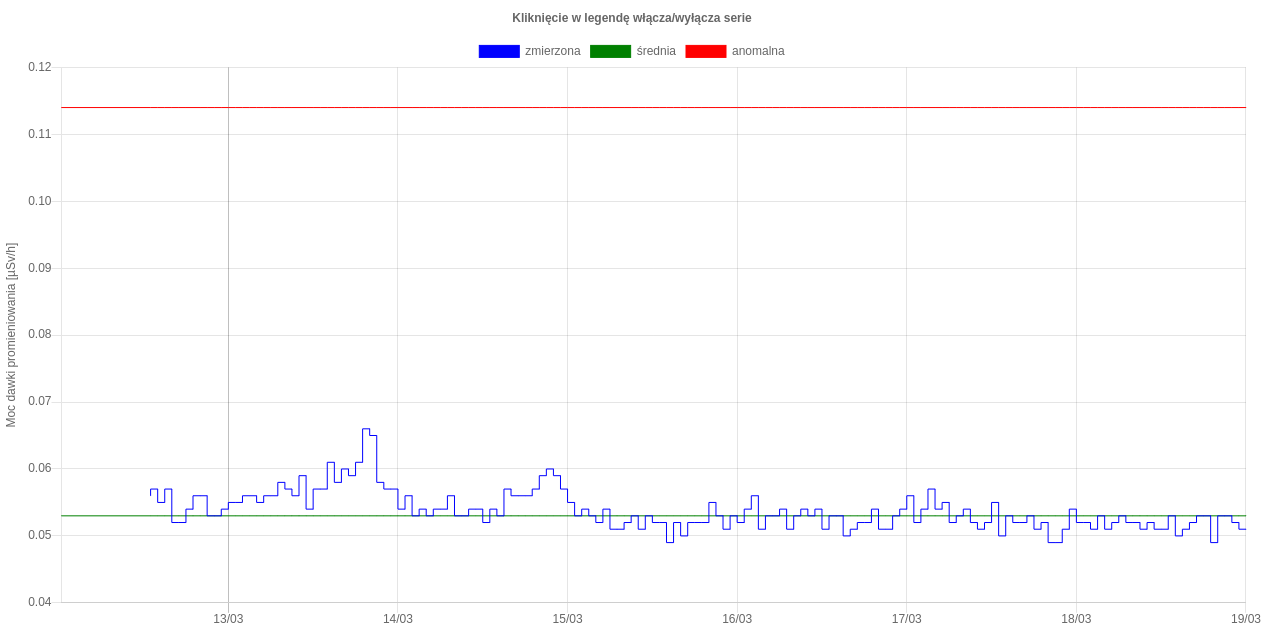 Kliknięcie w legendę włącza/wyłącza serie
zmierzona średnia anomalna
Moc dawki promieniowania [µSv/h]
0.12
0.11
0.10
0.09
0.08
0.07
0.06
0.05
0.04
13/03 14/03 15/03 16/03 17/03 18/03 19/03